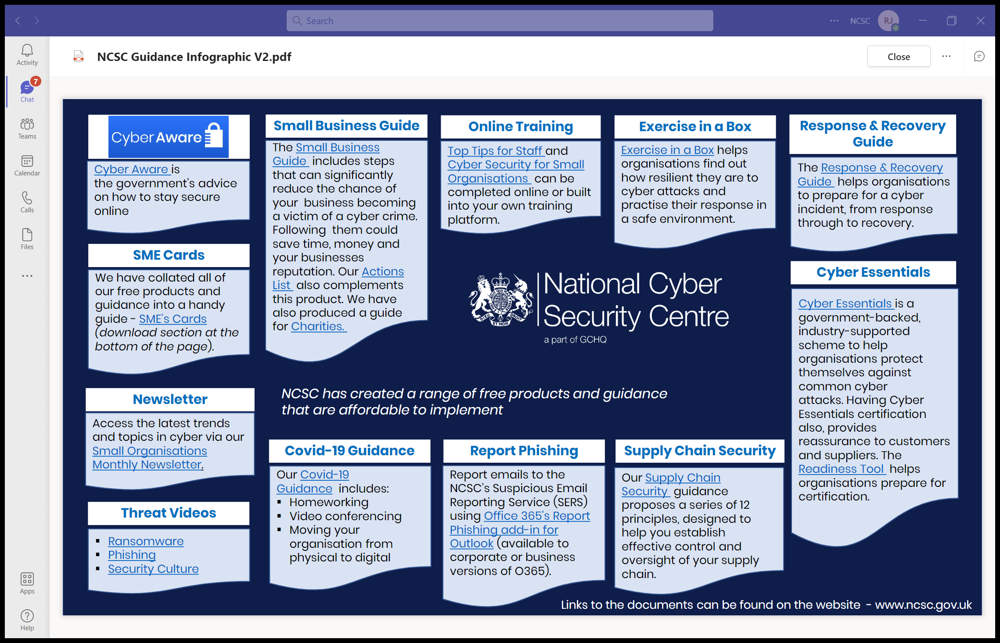 Search
NCSC
RJ
Activity
7
Chat
Teams
Calendar
Calls
Files
Apps
Help
NCSC Guidance Infographic V2.pdf
Close
Cyber Aware
Cyber Aware is
the government's advice
on how to stay secure
online
SME Cards
We have collated all of
our free products and
guidance into a handy
guide - SME's Cards
(download section at the
bottom of the page).
Newsletter
Access the latest trends
and topics in cyber via our
Small Organisations
Monthly Newsletter.
Threat Videos
▪ Ransomware
▪ Phishing
▪ Security Culture
Small Business Guide
The Small Business
Guide includes steps
that can significantly
reduce the chance of
your business becoming
a victim of a cyber crime.
Following them could
save time, money and
your businesses
reputation. Our Actions
List also complements
this product. We have
also produced a guide
for Charities.
Online Training
Top Tips for Staff and
Cyber Security for Small
Organisations can be
completed online or built
into your own training
platform.
Exercise in a Box
Exercise in a Box helps
organisations find out
how resilient they are to
cyber attacks and
practise their response in
a safe environment.
Response & Recovery
Guide
The Response & Recovery
Guide helps organisations
to prepare for a cyber
incident, from response
through to recovery.
DIEU ET MON DROIT
National Cyber
Security Centre
a part of GCHQ
NCSC has created a range of free products and guidance
that are affordable to implement
Covid-19 Guidance
Our Covid-19
Guidance includes:
▪ Homeworking
▪ Video conferencing
▪ Moving your
organisation from
physical to digital
Report Phishing
Report emails to the
NCSC's Suspicious Email
Reporting Service (SERS)
using Office 365's Report
Phishing add-in for
Outlook (available to
corporate or business
versions of O365).
Supply Chain Security
Our Supply Chain
Security guidance
proposes a series of 12
principles, designed to
help you establish
effective control and
oversight of your supply
chain.
Cyber Essentials
Cyber Essentials is a
government-backed,
industry-supported
scheme to help
organisations protect
themselves against
common cyber
attacks. Having Cyber
Essentials certification
also, provides
reassurance to customers
and suppliers. The
Readiness Tool helps
organisations prepare for
certification.
Links to the documents can be found on the website - www.ncsc.gov.uk